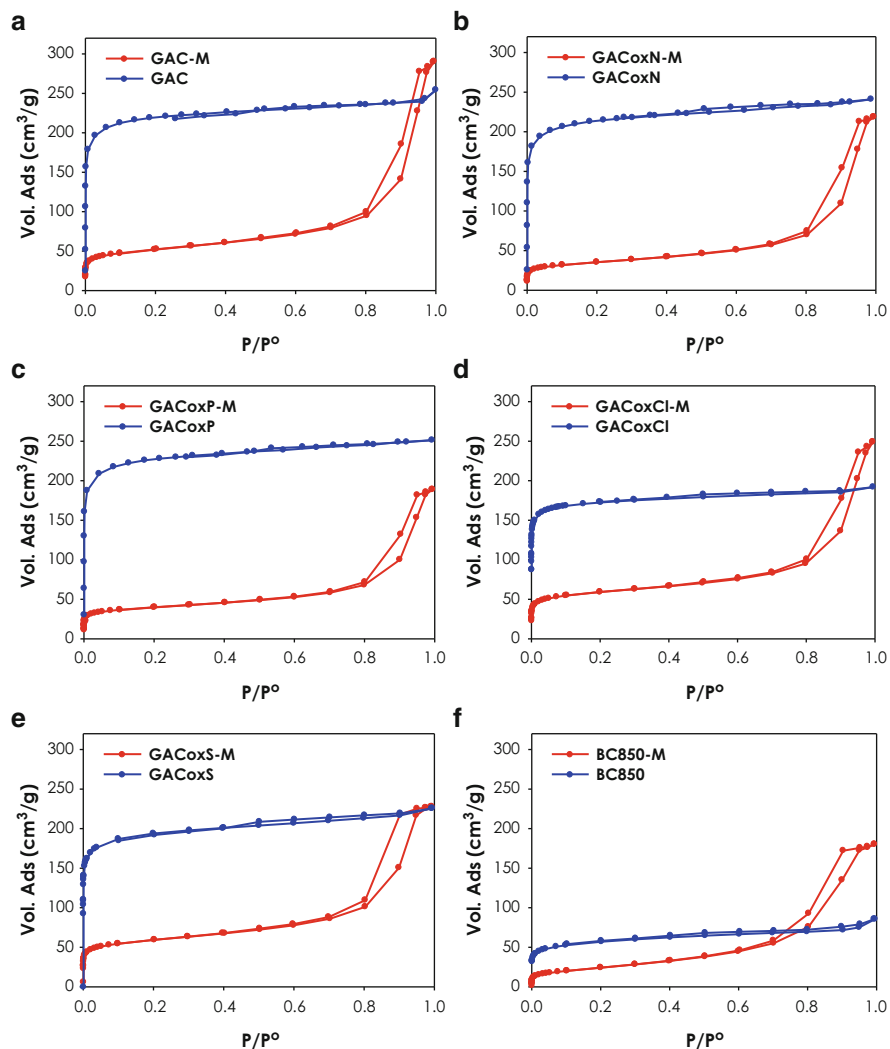 a
GAC-M
GAC
Vol. Ads (cm³/g)
300
250
200
150
100
50
0
0.0 0.2 0.4 0.6 0.8 1.0
P/P⁰
b
GACoxN-M
GACoxN
Vol. Ads (cm³/g)
300
250
200
150
100
50
0
0.0 0.2 0.4 0.6 0.8 1.0
P/P⁰
c
GACoxP-M
GACoxP
Vol. Ads (cm³/g)
300
250
200
150
100
50
0
0.0 0.2 0.4 0.6 0.8 1.0
P/P⁰
d
GACoxCl-M
GACoxCl
Vol. Ads (cm³/g)
300
250
200
150
100
50
0
0.0 0.2 0.4 0.6 0.8 1.0
P/P⁰
e
GACoxS-M
GACoxS
Vol. Ads (cm³/g)
300
250
200
150
100
50
0
0.0 0.2 0.4 0.6 0.8 1.0
P/P⁰
f
BC850-M
BC850
Vol. Ads (cm³/g)
300
250
200
150
100
50
0
0.0 0.2 0.4 0.6 0.8 1.0
P/P⁰